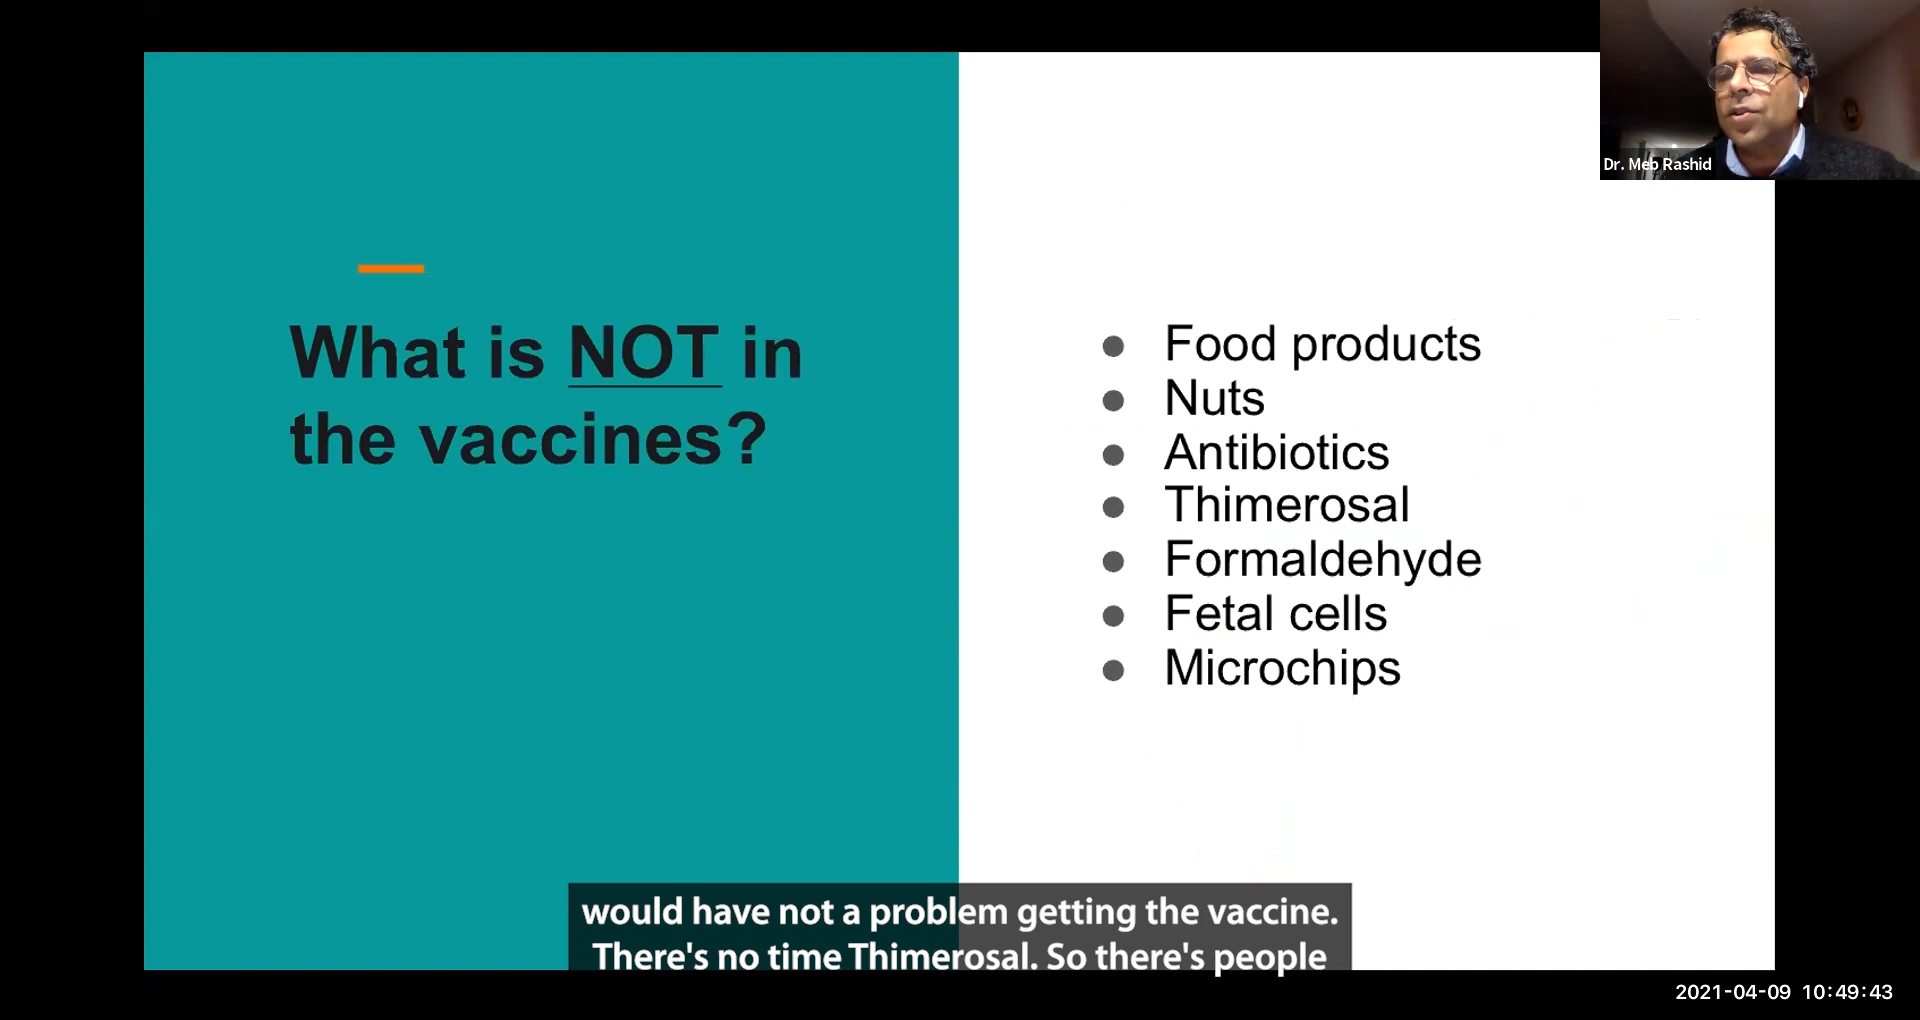 Dr. Meb Rashid
What is NOT in
the vaccines?
Food products
Nuts
Antibiotics
Thimerosal
Formaldehyde
Fetal cells
Microchips
would have not a problem getting the vaccine.
There's no time Thimerosal. So there's people
2021-04-09 10:49:43